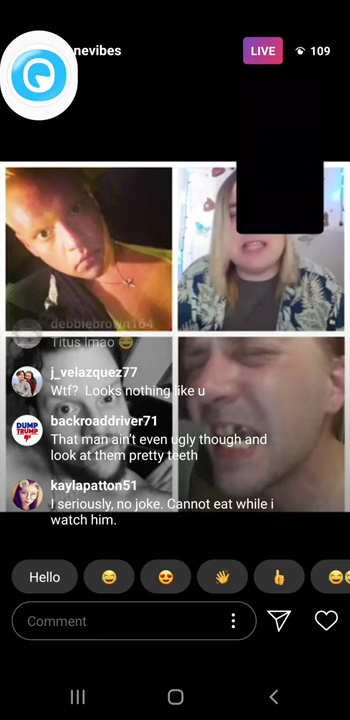 nevibes
LIVE
109
debbiebrown164
Titus lmao 😂
j_velazquez77
Wtf?  Looks nothing like u
DUMP
TRUMP
backroaddriver71
That man ain't even ugly though and
look at them pretty teeth
kaylapatton51
I seriously, no joke. Cannot eat while i
watch him.
Hello
Comment